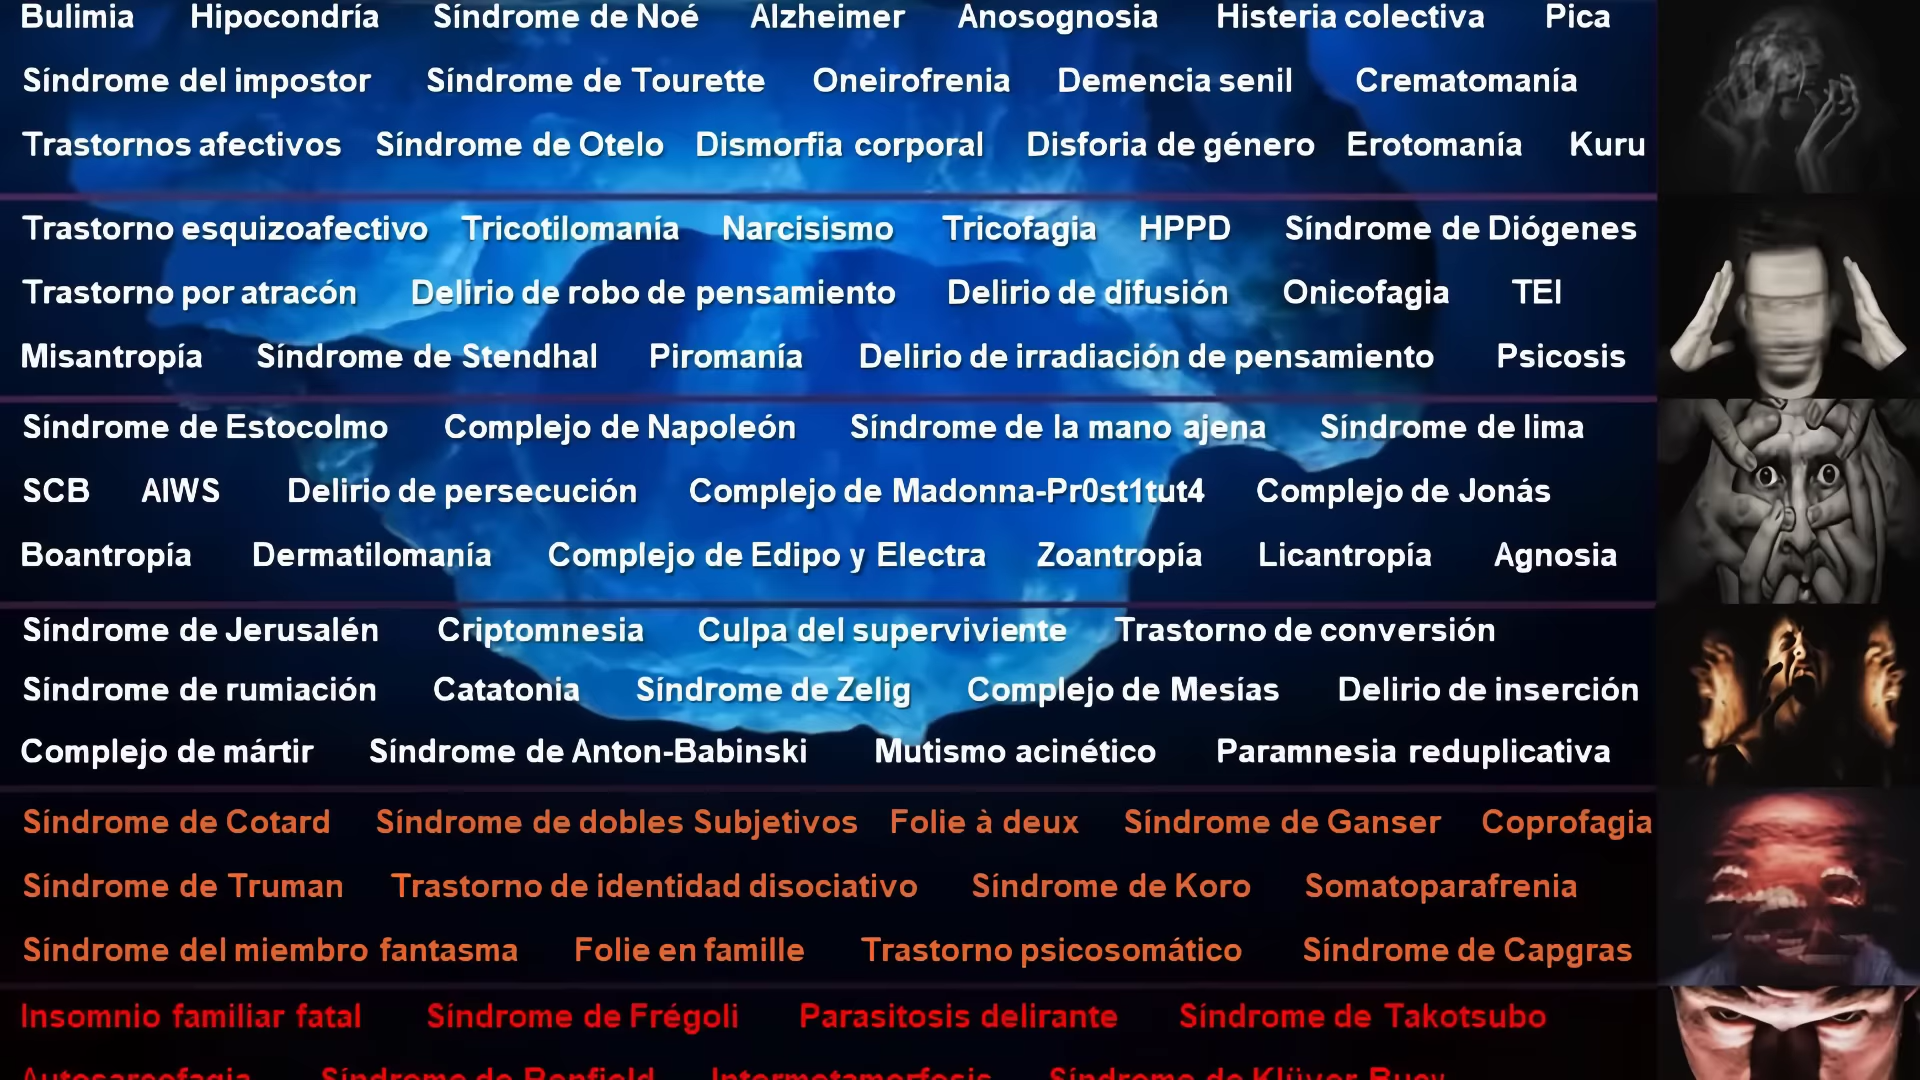 Bulimia Hipocondría Síndrome de Noé Alzheimer Anosognosia Histeria colectiva Pica
Síndrome del impostor Síndrome de Tourette Oneirofrenia Demencia senil Crematomanía
Trastornos afectivos Síndrome de Otelo Dismorfia corporal Disforia de género Erotomanía Kuru
Trastorno esquizoafectivo Tricotilomanía Narcisismo Tricofagia HPPD Síndrome de Diógenes
Trastorno por atracón Delirio de robo de pensamiento Delirio de difusión Onicofagia TEI
Misantropía Síndrome de Stendhal Piromanía Delirio de irradiación de pensamiento Psicosis
Síndrome de Estocolmo Complejo de Napoleón Síndrome de la mano ajena Síndrome de lima
SCB AIWS Delirio de persecución Complejo de Madonna-Pr0st1tut4 Complejo de Jonás
Boantropía Dermatilomanía Complejo de Edipo y Electra Zoantropía Licantropía Agnosia
Síndrome de Jerusalén Criptomnesia Culpa del superviviente Trastorno de conversión
Síndrome de rumiación Catatonia Síndrome de Zelig Complejo de Mesías Delirio de inserción
Complejo de mártir Síndrome de Anton-Babinski Mutismo acinético Paramnesia reduplicativa
Síndrome de Cotard Síndrome de dobles Subjetivos Folie à deux Síndrome de Ganser Coprofagia
Síndrome de Truman Trastorno de identidad disociativo Síndrome de Koro Somatoparafrenia
Síndrome del miembro fantasma Folie en famille Trastorno psicosomático Síndrome de Capgras
Insomnio familiar fatal Síndrome de Frégoli Parasitosis delirante Síndrome de Takotsubo
Autosarcofagia Síndrome de Renfield Intermetamorfosis Síndrome de Klüver-Bucy